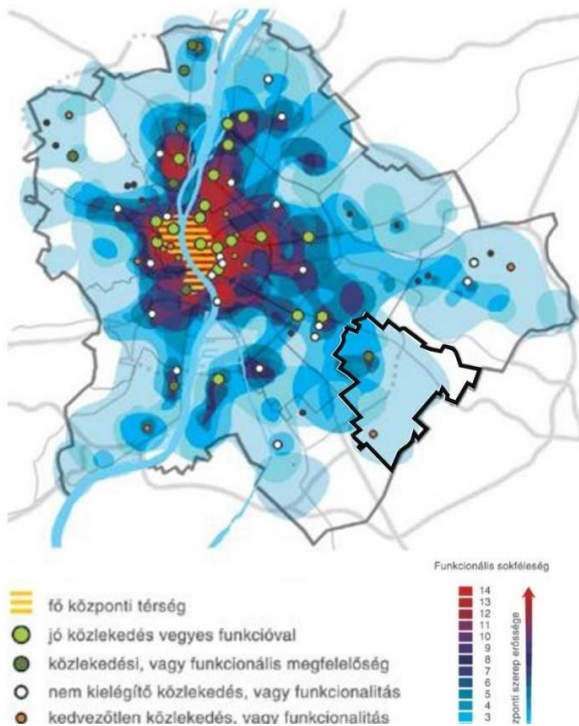 fő központi térség
jó közlekedés vegyes funkcióval
közlekedési, vagy funkcionális megfelelőség
nem kielégítő közlekedés, vagy funkcionalitás
kedvezőtlen közlekedés, vagy funkcionalitás
Funkcionális sokféleség
14
13
12
11
10
9
8
7
6
5
4
3
szerep erőssége